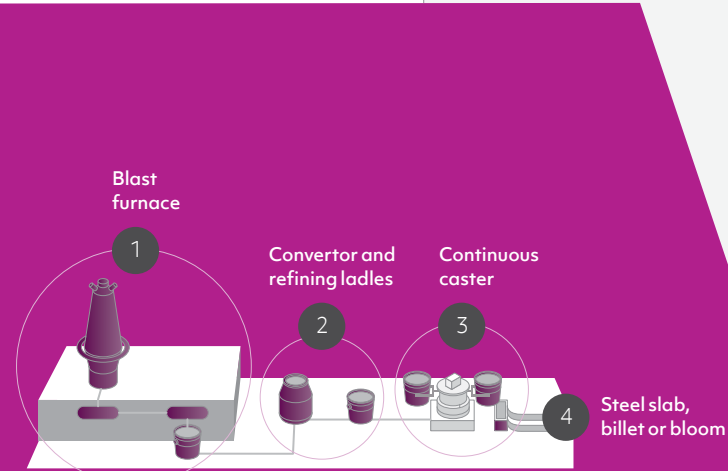 Blast
furnace
1
Convertor and
refining ladles
2
Continuous
caster
3
4
Steel slab,
billet or bloom